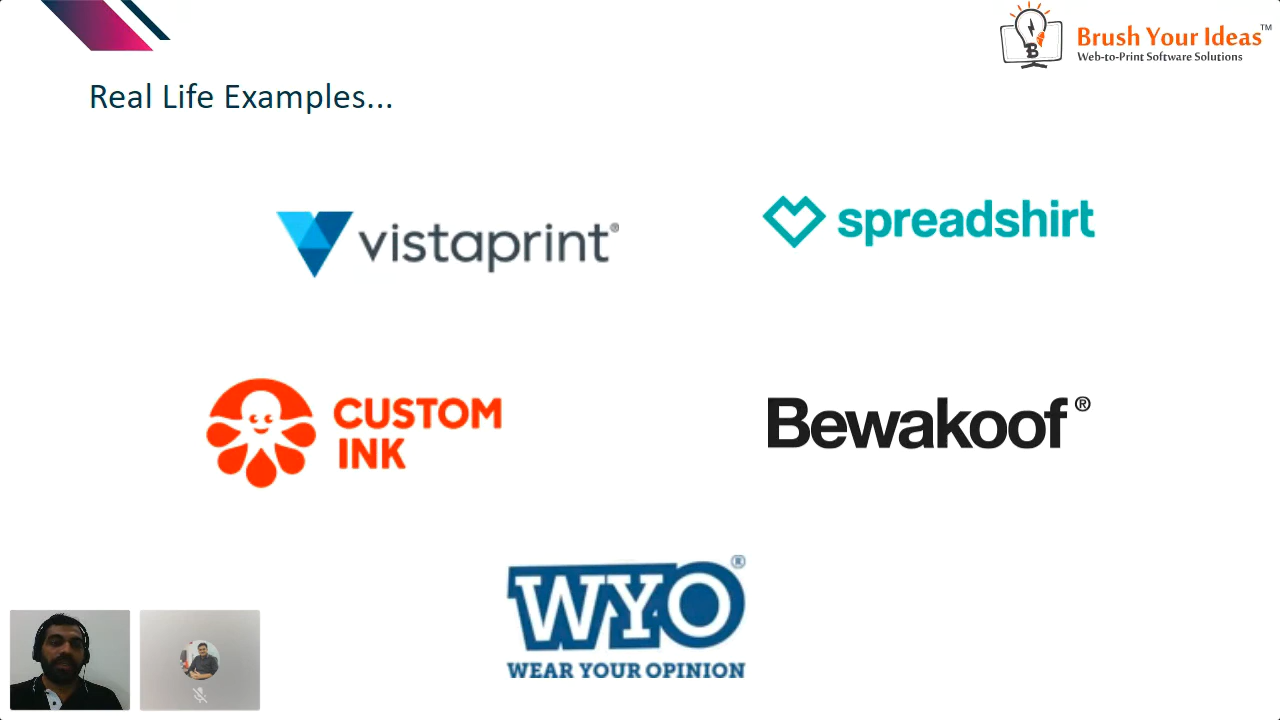 Brush Your Ideas™
Web-to-Print Software Solutions
Real Life Examples...
vistaprint®
spreadshirt
CUSTOM
INK
Bewakoof®
WYO®
WEAR YOUR OPINION